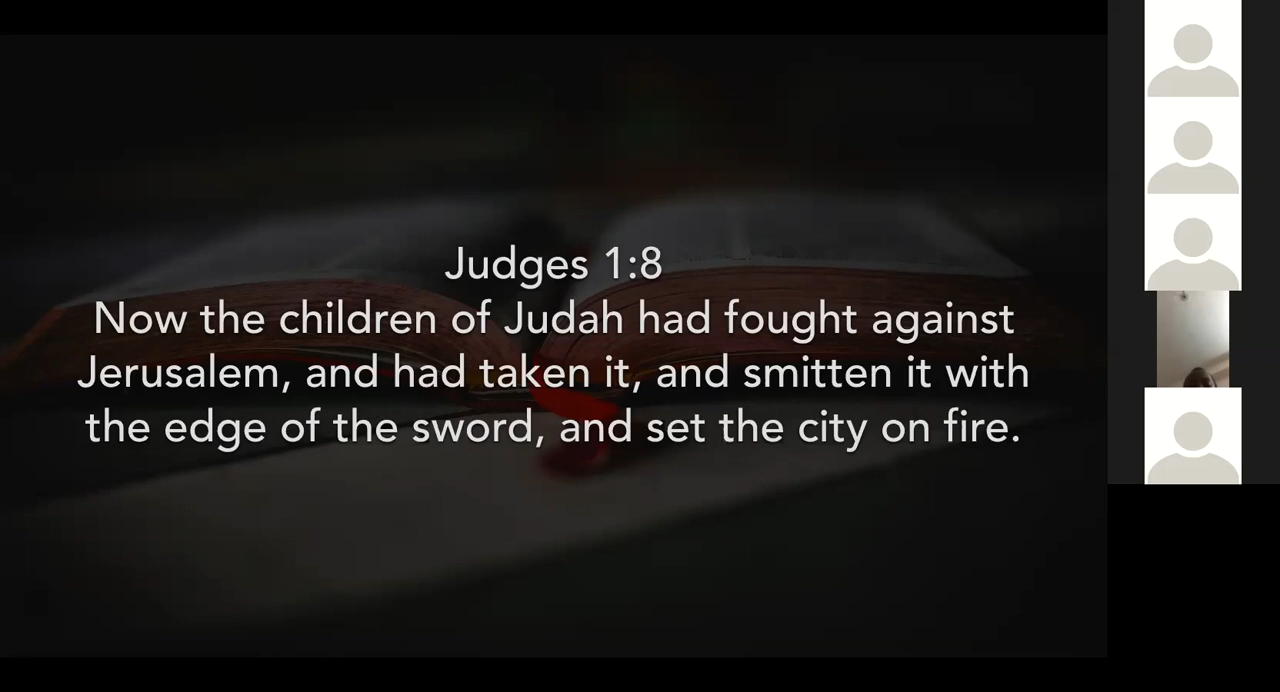 Judges 1:8
Now the children of Judah had fought against
Jerusalem, and had taken it, and smitten it with
the edge of the sword, and set the city on fire.